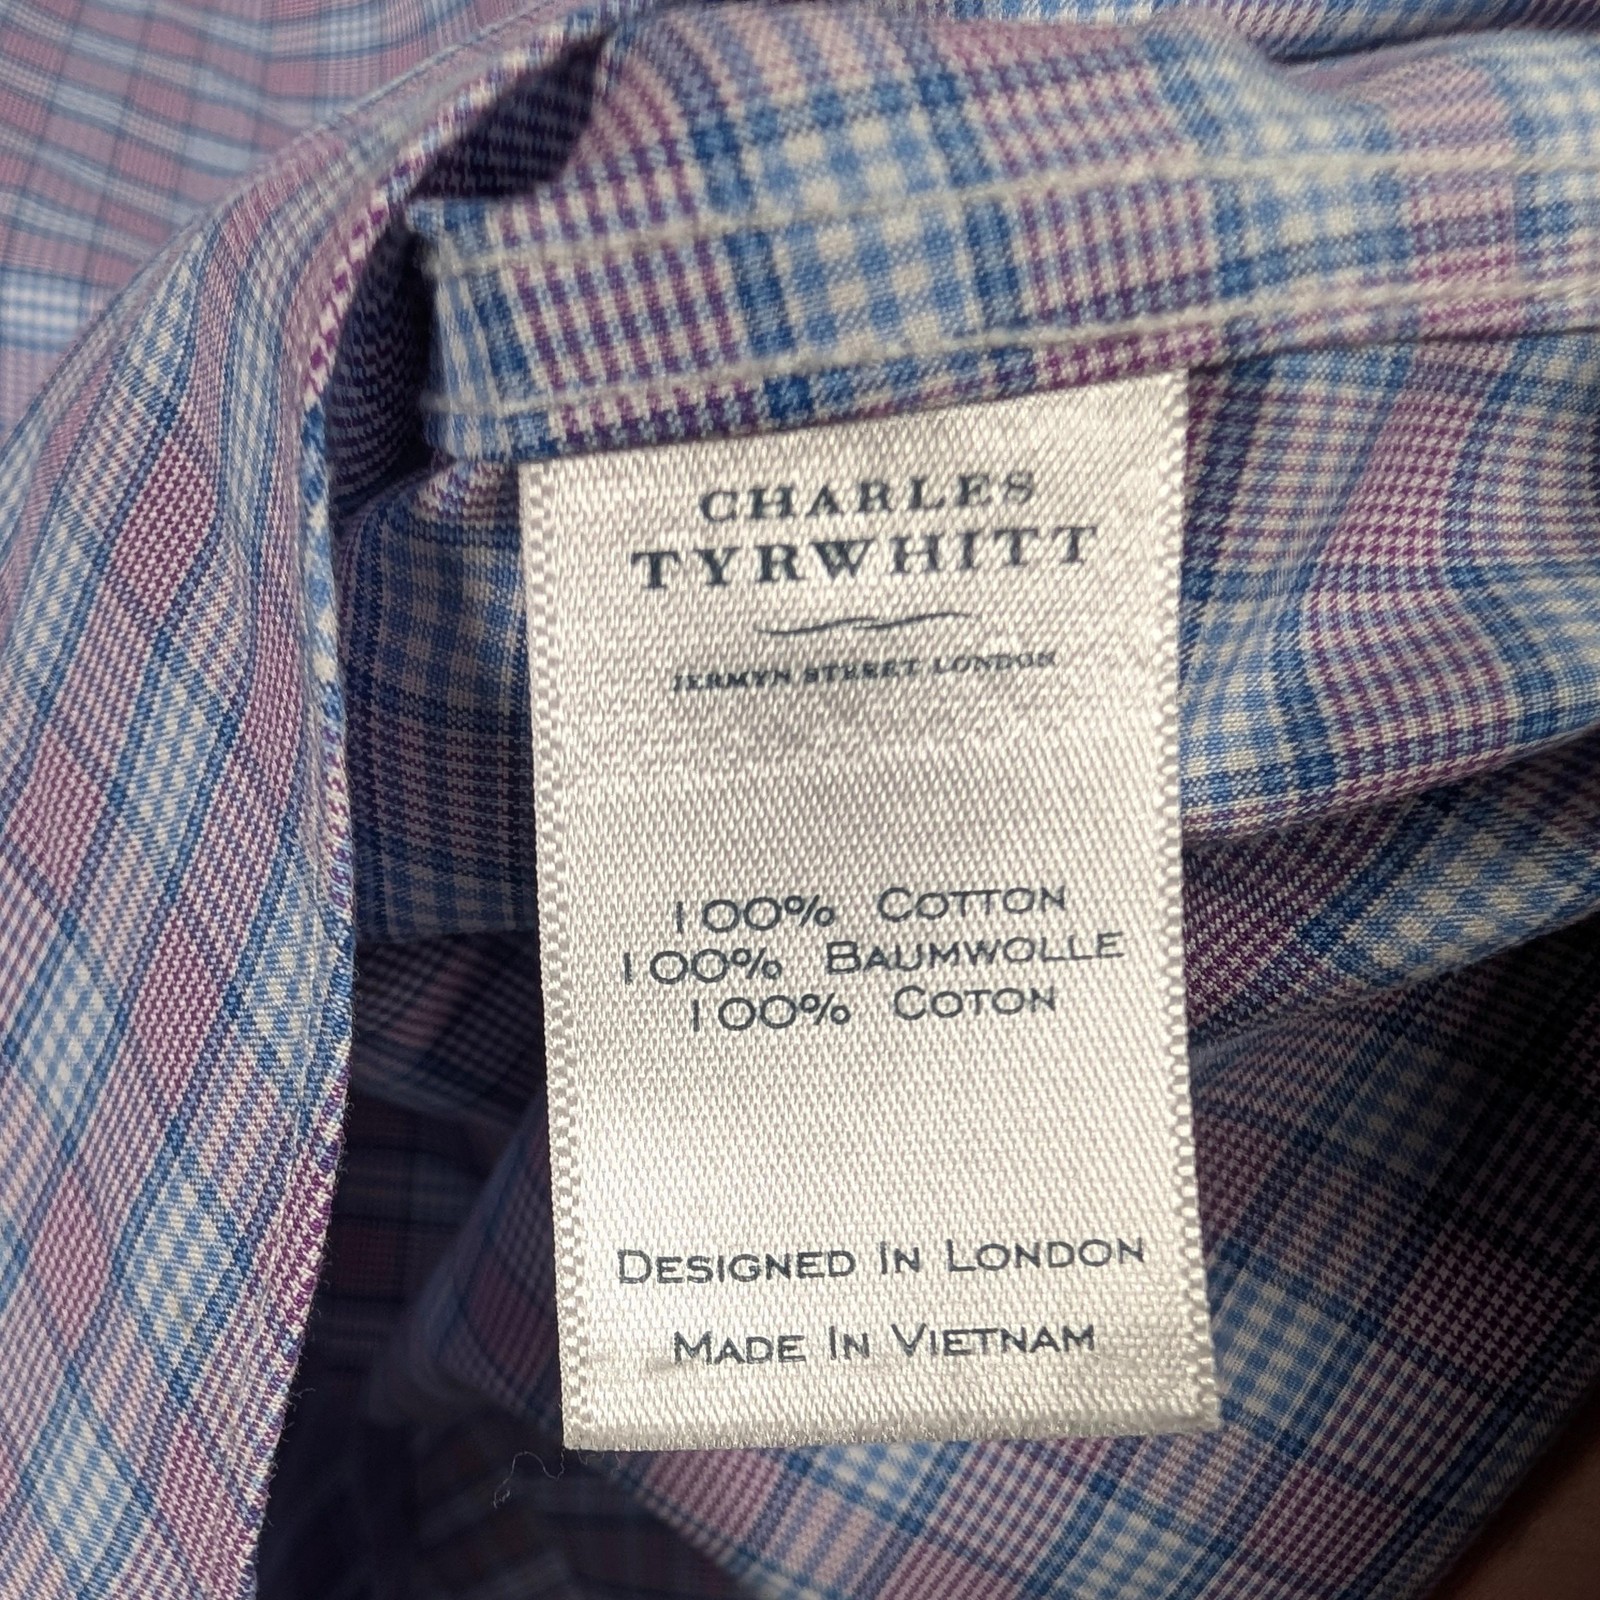 CHARLES
TYRWHITT
JERMYN STREET LONDON
100% COTTON
100% BAUMWOLLE
100% COTON
DESIGNED IN LONDON
MADE IN VIETNAM